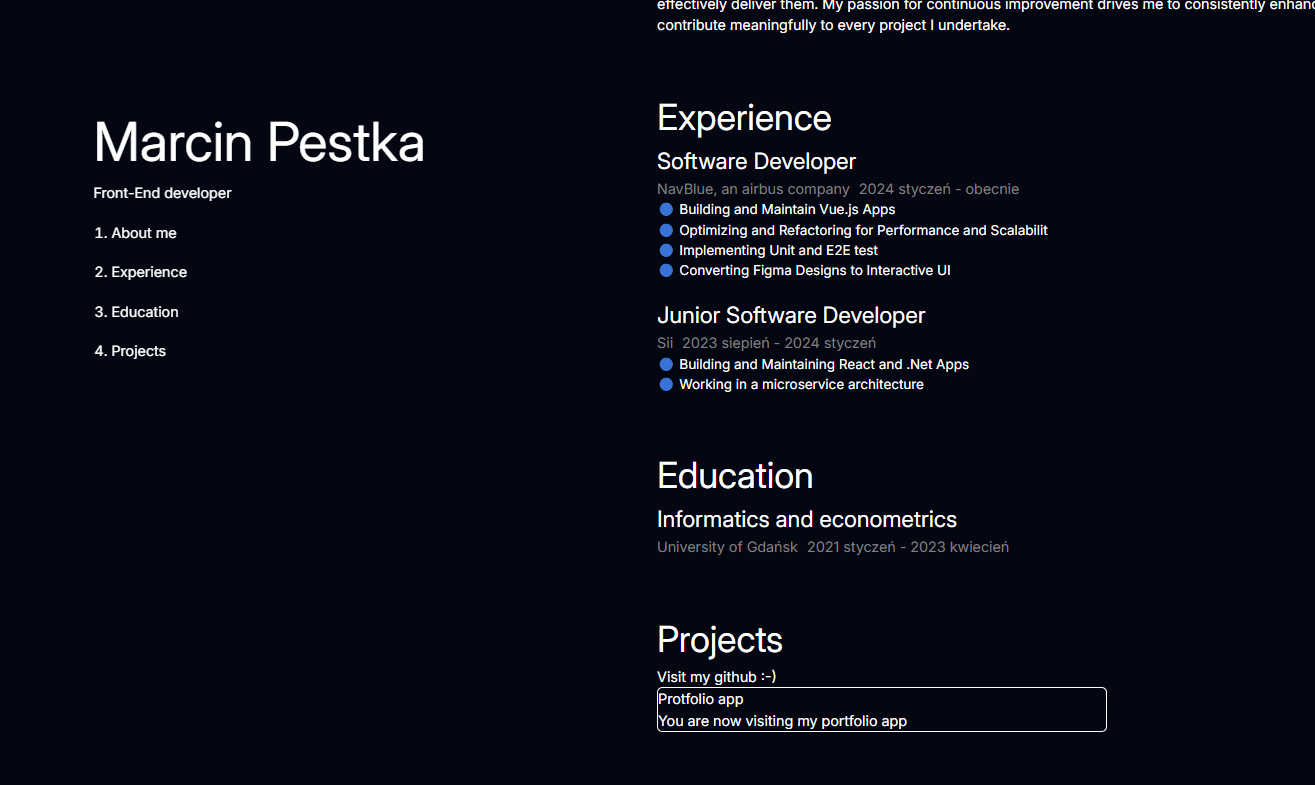 effectively deliver them. My passion for continuous improvement drives me to consistently enhanc
contribute meaningfully to every project I undertake.
Marcin Pestka
Front-End developer
1. About me
2. Experience
3. Education
4. Projects
Experience
Software Developer
NavBlue, an airbus company 2024 styczeń - obecnie
Building and Maintain Vue.js Apps
Optimizing and Refactoring for Performance and Scalabilit
Implementing Unit and E2E test
Converting Figma Designs to Interactive UI
Junior Software Developer
Sii 2023 siepień - 2024 styczeń
Building and Maintaining React and .Net Apps
Working in a microservice architecture
Education
Informatics and econometrics
University of Gdańsk 2021 styczeń - 2023 kwiecień
Projects
Visit my github :-)
Protfolio app
You are now visiting my portfolio app